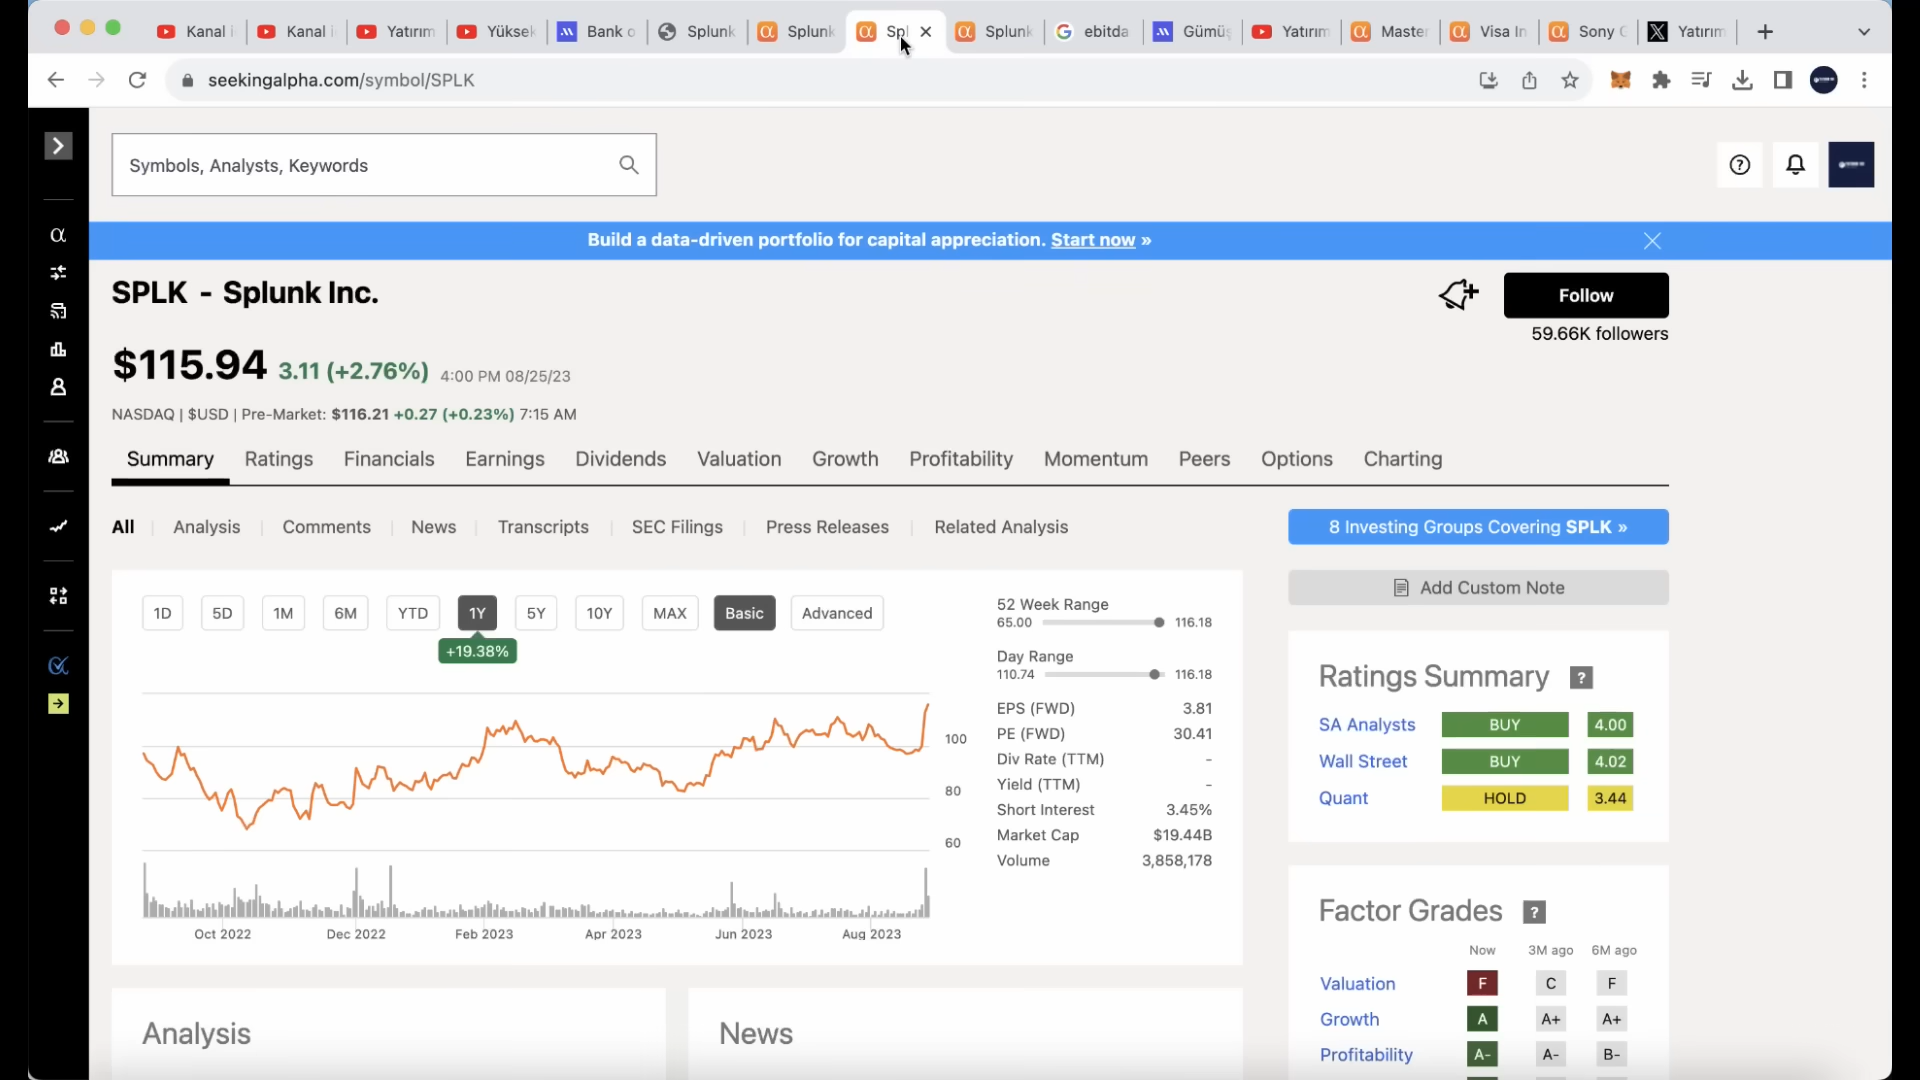 Kanal i
Kanal i
Yatırım
Yüksek
Bank o
Splunk
Splunk
Spl
Splunk
ebitda
Gümüş
Yatırım
Master
Visa In
Sony G
Yatırım
seekingalpha.com/symbol/SPLK
Symbols, Analysts, Keywords
Build a data-driven portfolio for capital appreciation. Start now »
SPLK - Splunk Inc.
Follow
59.66K followers
$115.94 3.11 (+2.76%) 4:00 PM 08/25/23
NASDAQ | $USD | Pre-Market: $116.21 +0.27 (+0.23%) 7:15 AM
Summary Ratings Financials Earnings Dividends Valuation Growth Profitability Momentum Peers Options Charting
All Analysis Comments News Transcripts SEC Filings Press Releases Related Analysis
8 Investing Groups Covering SPLK »
Add Custom Note
1D 5D 1M 6M YTD 1Y 5Y 10Y MAX Basic Advanced
+19.38%
100
80
60
Oct 2022 Dec 2022 Feb 2023 Apr 2023 Jun 2023 Aug 2023
52 Week Range
65.00 116.18
Day Range
110.74 116.18
EPS (FWD) 3.81
PE (FWD) 30.41
Div Rate (TTM) -
Yield (TTM) -
Short Interest 3.45%
Market Cap $19.44B
Volume 3,858,178
Ratings Summary ?
SA Analysts BUY 4.00
Wall Street BUY 4.02
Quant HOLD 3.44
Factor Grades ?
Now 3M ago 6M ago
Valuation F C F
Growth A A+ A+
Profitability A- A- B-
Analysis
News